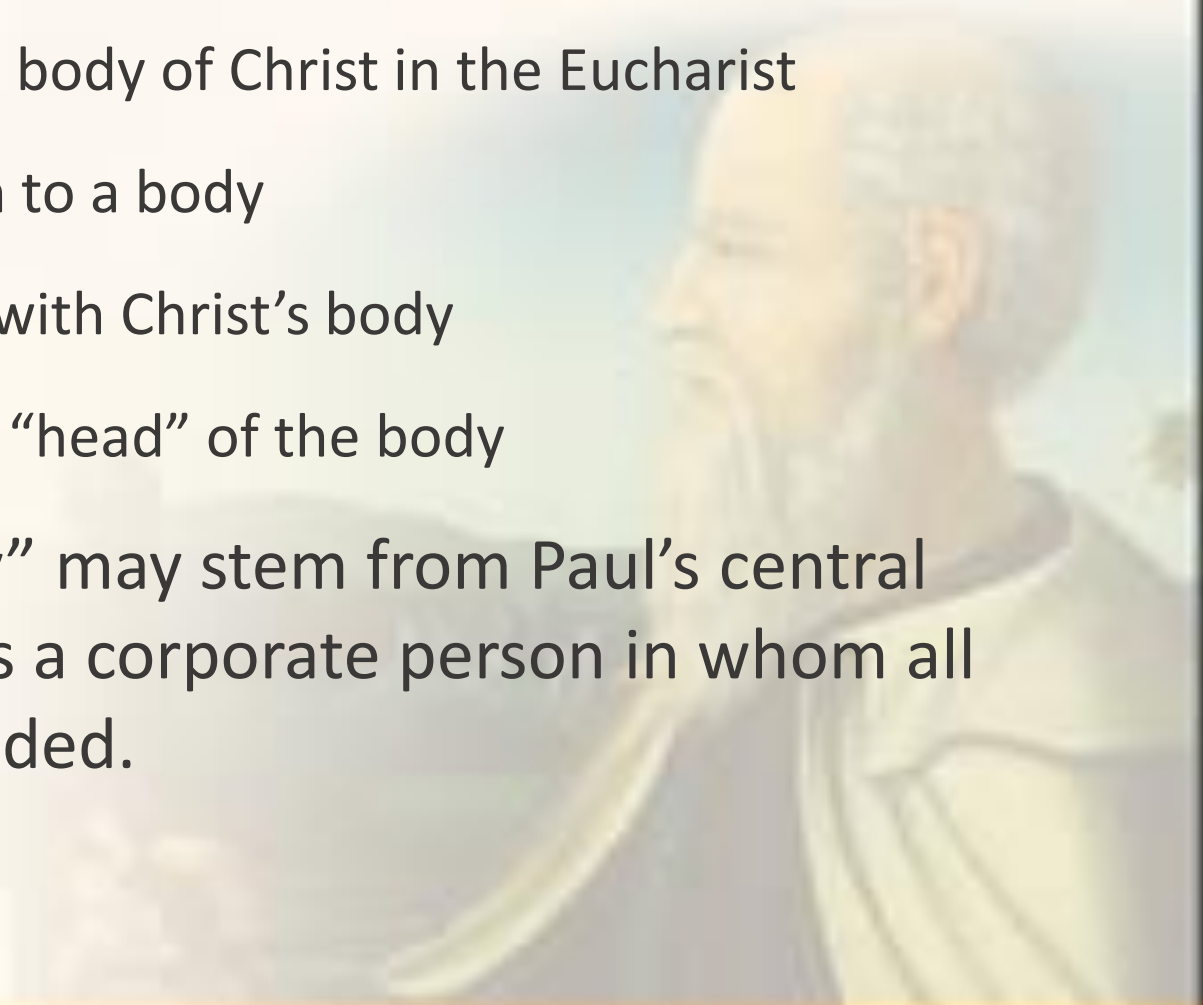 body of Christ in the Eucharist
to a body
with Christ’s body
“head” of the body
” may stem from Paul’s central
a corporate person in whom all